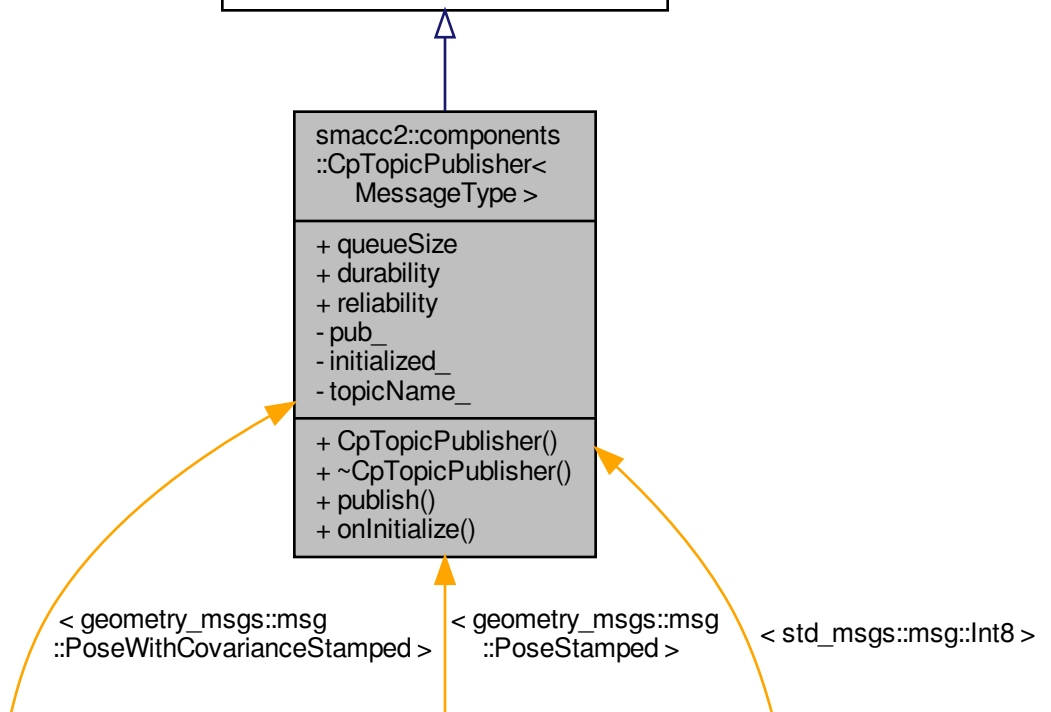 smacc2::components
::CpTopicPublisher<
MessageType >
+ queueSize
+ durability
+ reliability
- pub_
- initialized_
- topicName_
+ CpTopicPublisher()
+ ~CpTopicPublisher()
+ publish()
+ onInitialize()
< geometry_msgs::msg
::PoseWithCovarianceStamped >
< geometry_msgs::msg
::PoseStamped >
< std_msgs::msg::Int8 >